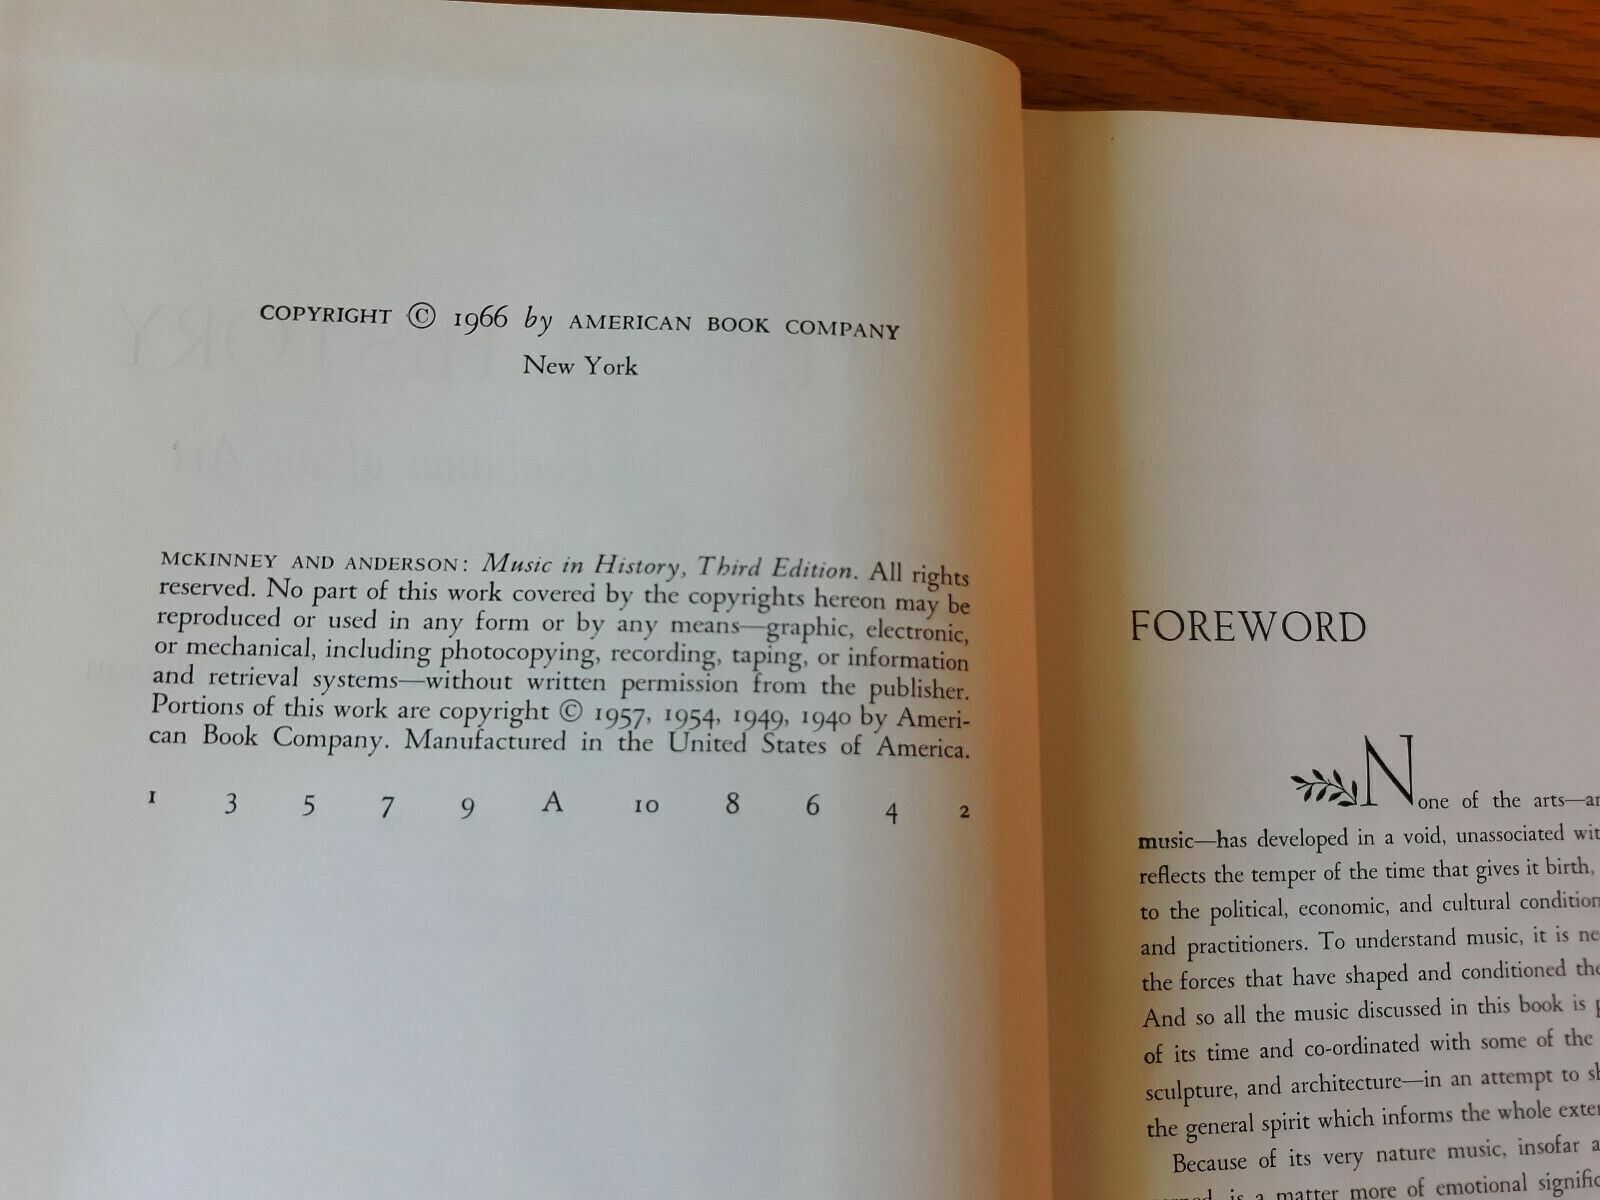 COPYRIGHT © 1966 by AMERICAN BOOK COMPANY
New York
MCKINNEY AND ANDERSON: Music in History, Third Edition. All rights
reserved. No part of this work covered by the copyrights hereon may be
reproduced or used in any form or by any means—graphic, electronic,
or mechanical, including photocopying, recording, taping, or information
and retrieval systems—without written permission from the publisher.
Portions of this work are copyright © 1957, 1954, 1949, 1940 by Ameri-
can Book Company. Manufactured in the United States of America.
1 3 5 7 9 A 10 8 6 4 2
FOREWORD
None of the arts—
music—has developed in a void, unassociated
reflects the temper of the time that gives it birth,
to the political, economic, and cultural
and practitioners. To understand music, it is
the forces that have shaped and conditioned
And so all the music discussed in this book is
of its time and co-ordinated with some of the
sculpture, and architecture—in an attempt to
the general spirit which informs the whole
Because of its very nature music, insofar
is a matter more of emotional